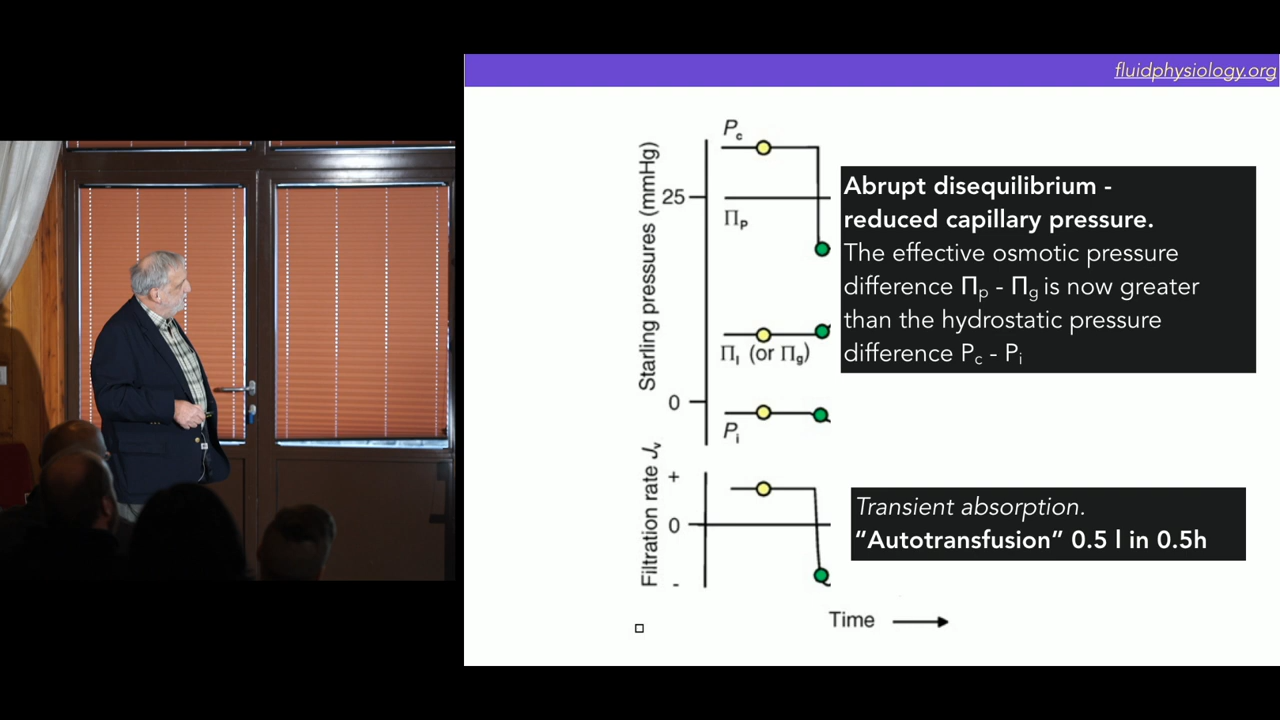 fluidphysiology.org
Starling pressures (mmHg)
25
0
Pc
Πp
Πl (or Πg)
Pi
Abrupt disequilibrium -
reduced capillary pressure.
The effective osmotic pressure
difference Πp - Πg is now greater
than the hydrostatic pressure
difference Pc - Pi
Filtration rate Jv
+
0
-
Transient absorption.
“Autotransfusion” 0.5 l in 0.5h
Time